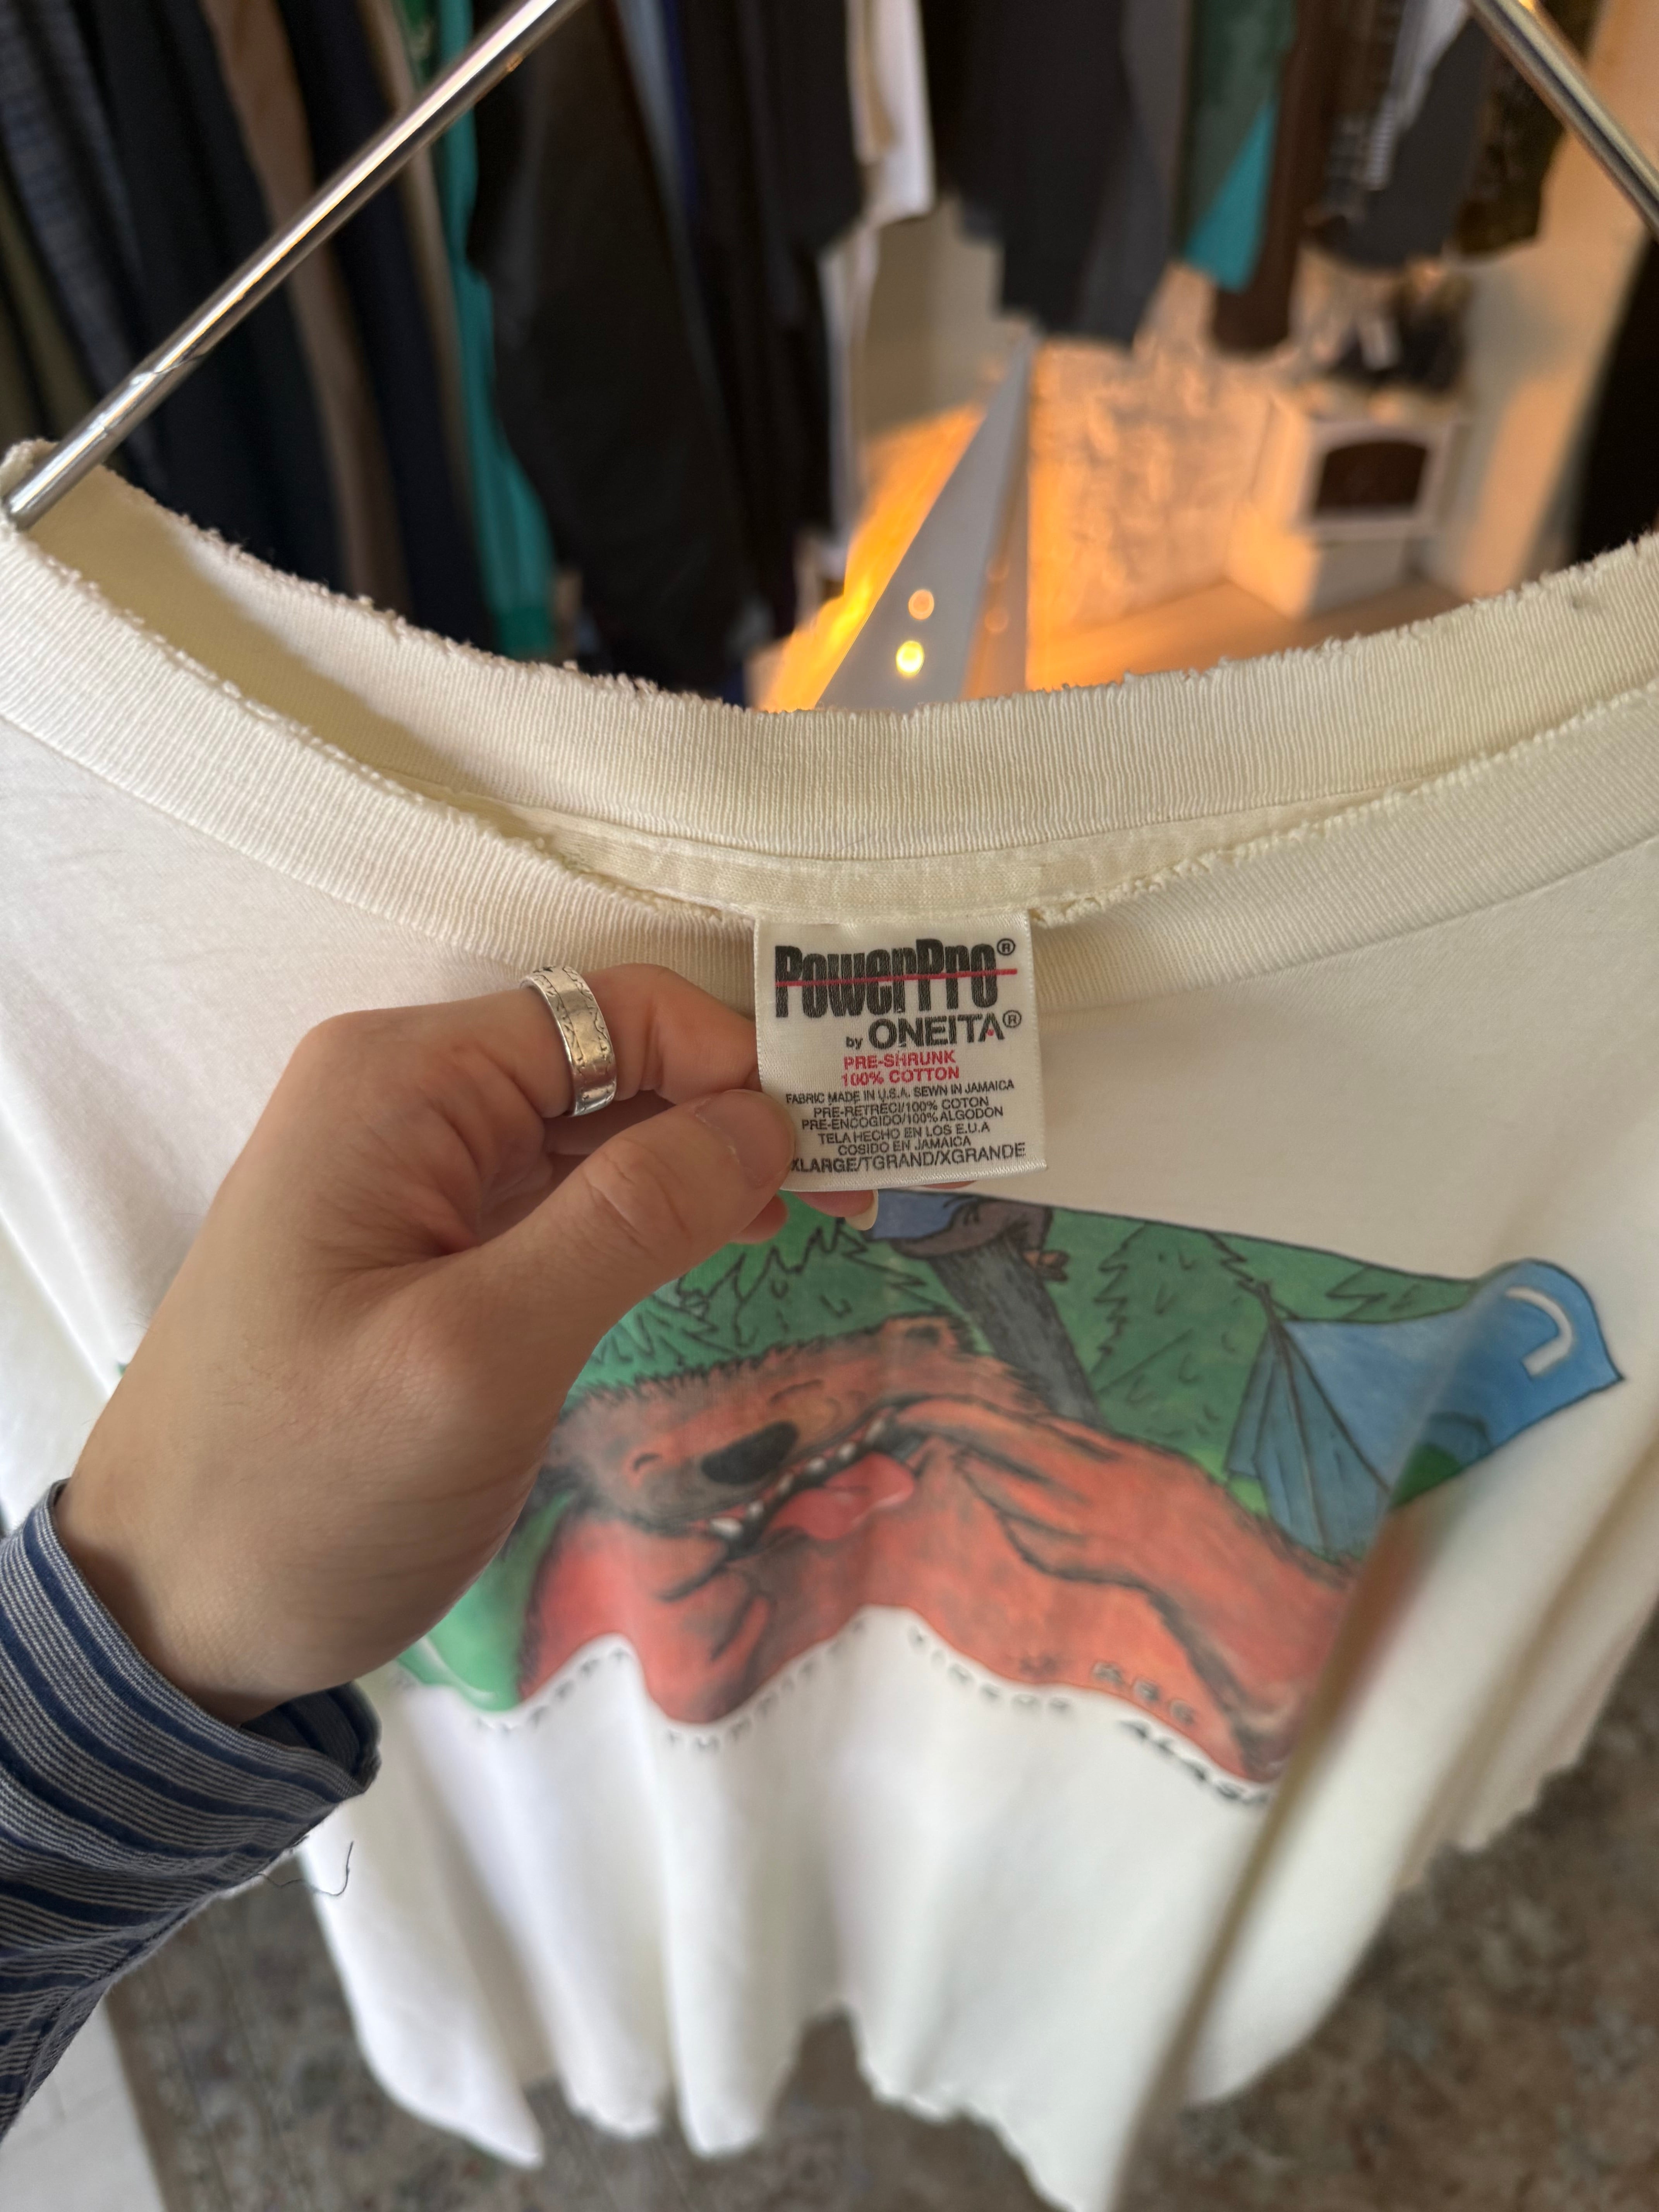 PowerPro®
by ONEITA®
PRE-SHRUNK
100% COTTON
FABRIC MADE IN U.S.A. SEWN IN JAMAICA
PRE-RETRECI/100% COTON
PRE-ENCOGIDO/100% ALGODON
TELA HECHO EN LOS E.U.A
COSIDO EN JAMAICA
XLARGE/TGRAND/XGRANDE